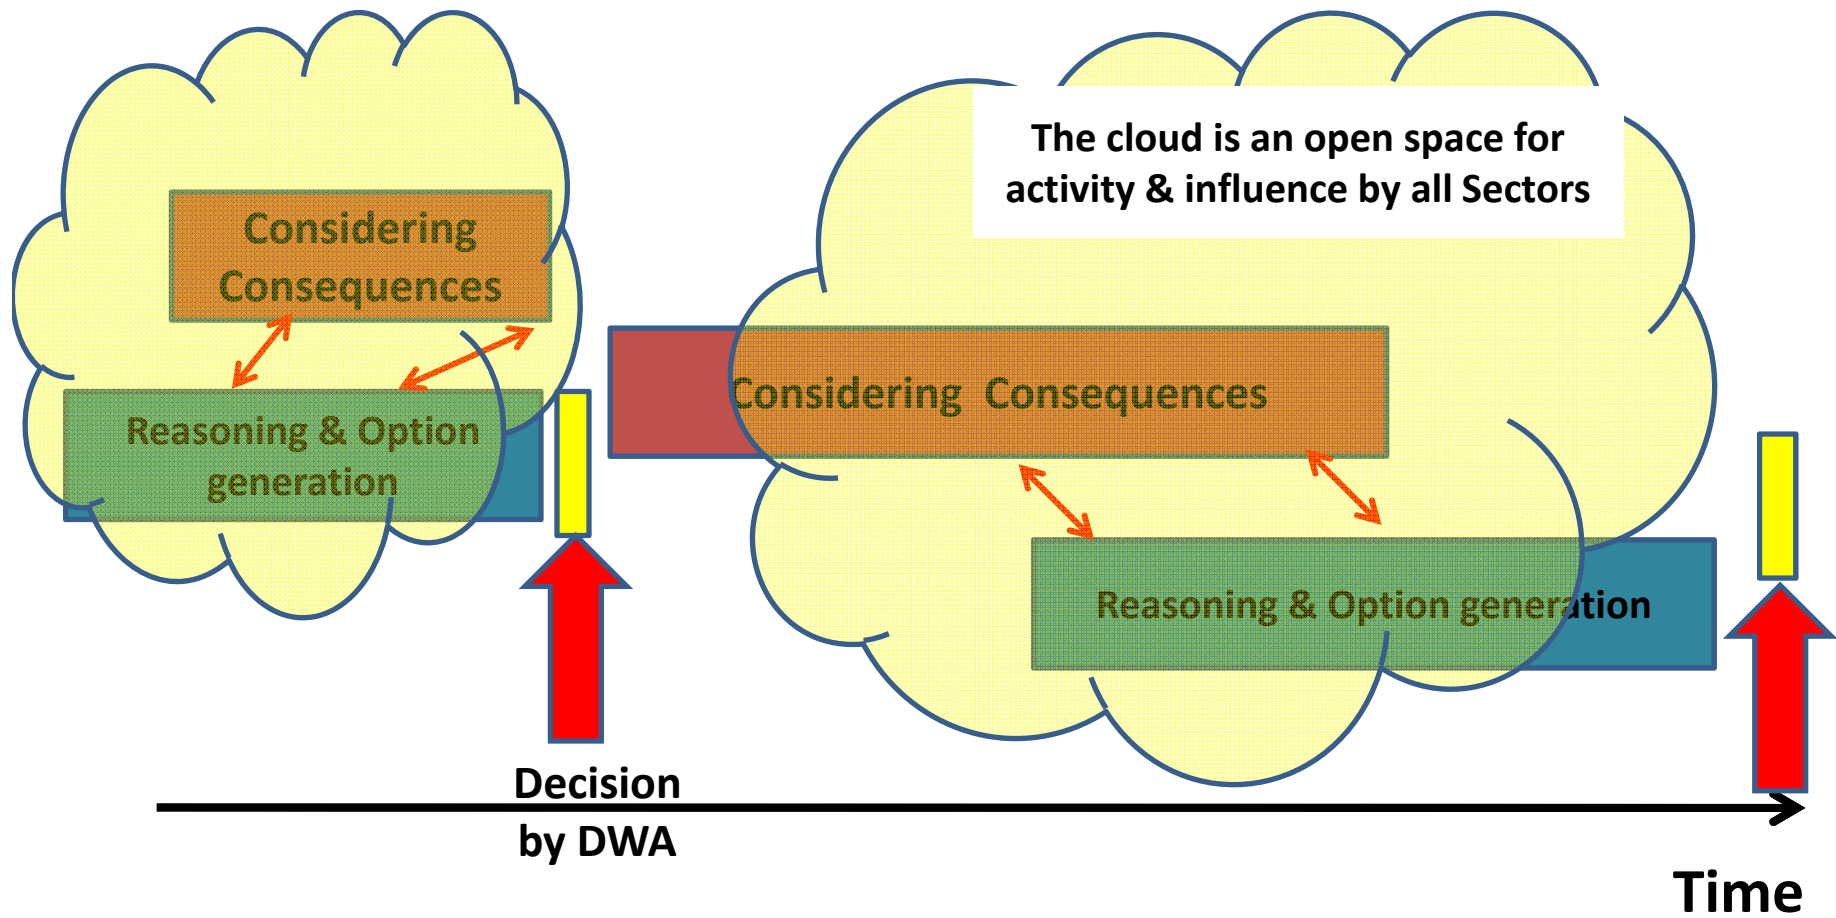 The cloud is an open space for
activity & influence by all Sectors
Considering
Consequences
Reasoning & Option
generation
Considering  Consequences
Reasoning & Option generation
Decision
by DWA
Time